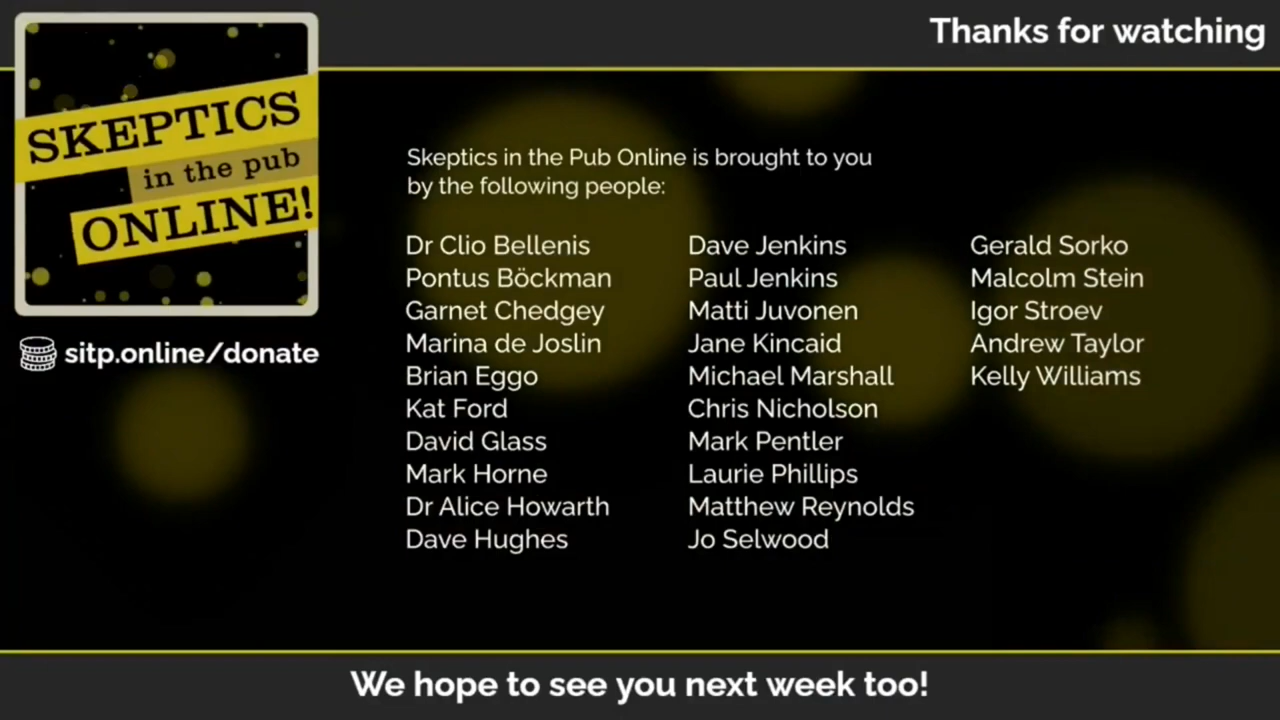 Thanks for watching
SKEPTICS
in the pub
ONLINE!
sitp.online/donate
Skeptics in the Pub Online is brought to you
by the following people:
Dr Clio Bellenis
Pontus Böckman
Garnet Chedgey
Marina de Joslin
Brian Eggo
Kat Ford
David Glass
Mark Horne
Dr Alice Howarth
Dave Hughes
Dave Jenkins
Paul Jenkins
Matti Juvonen
Jane Kincaid
Michael Marshall
Chris Nicholson
Mark Pentler
Laurie Phillips
Matthew Reynolds
Jo Selwood
Gerald Sorko
Malcolm Stein
Igor Stroev
Andrew Taylor
Kelly Williams
We hope to see you next week too!